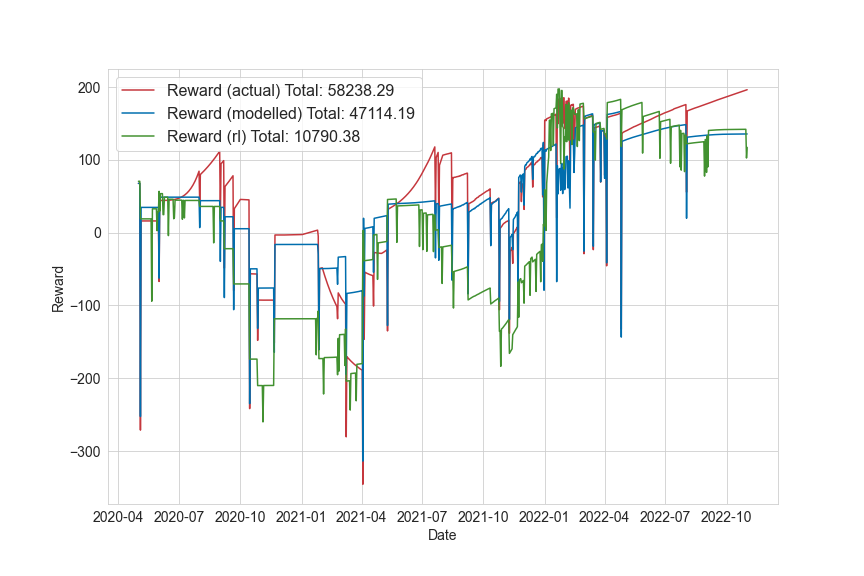 Reward (actual) Total: 58238.29
Reward (modelled) Total: 47114.19
Reward (rl) Total: 10790.38
200
100
0
−100
−200
−300
Reward
2020-04 2020-07 2020-10 2021-01 2021-04 2021-07 2021-10 2022-01 2022-04 2022-07 2022-10
Date